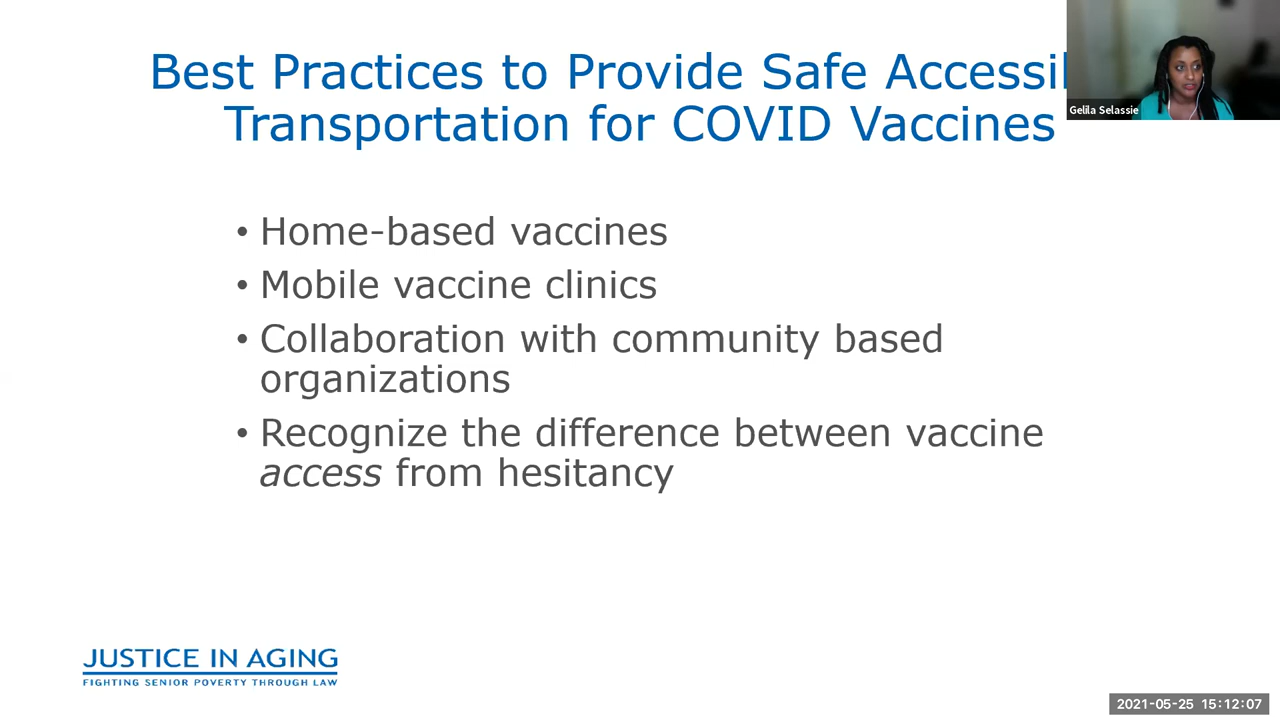 Best Practices to Provide Safe
Transportation for COVID Vaccines
Gelila Selassie
• Home-based vaccines
• Mobile vaccine clinics
• Collaboration with community based
organizations
• Recognize the difference between vaccine
access from hesitancy
JUSTICE IN AGING
FIGHTING SENIOR POVERTY THROUGH LAW
2021-05-25 15:12:07